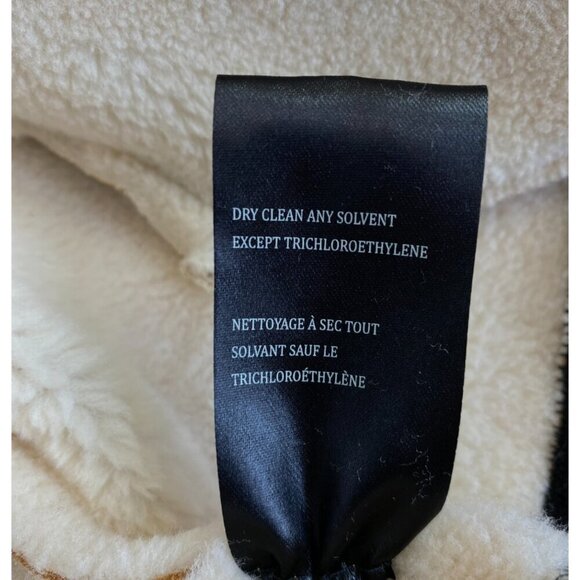 DRY CLEAN ANY SOLVENT
EXCEPT TRICHLOROETHYLENE
NETTOYAGE À SEC TOUT
SOLVANT SAUF LE
TRICHLOROÉTHYLÈNE